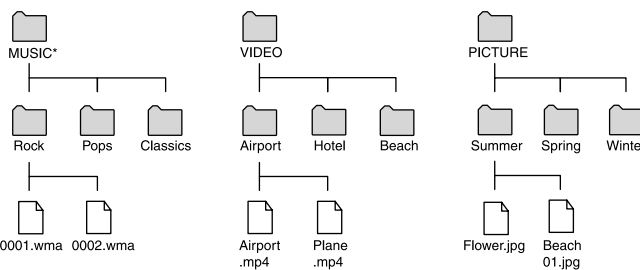 MUSIC* VIDEO PICTURE
Rock Pops Classics Airport Hotel Beach Summer Spring Winte
0001.wma 0002.wma Airport Plane Flower.jpg Beach
.mp4 .mp4 01.jpg